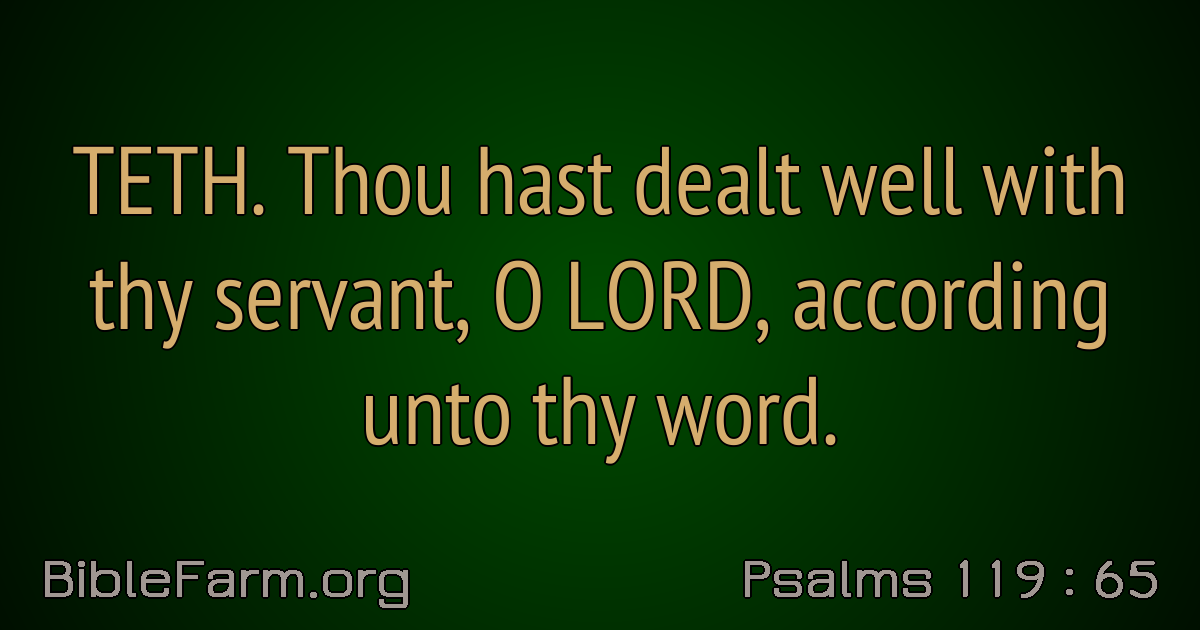 TETH. Thou hast dealt well with
thy servant, O LORD, according
unto thy word.
BibleFarm.org
Psalms 119 : 65